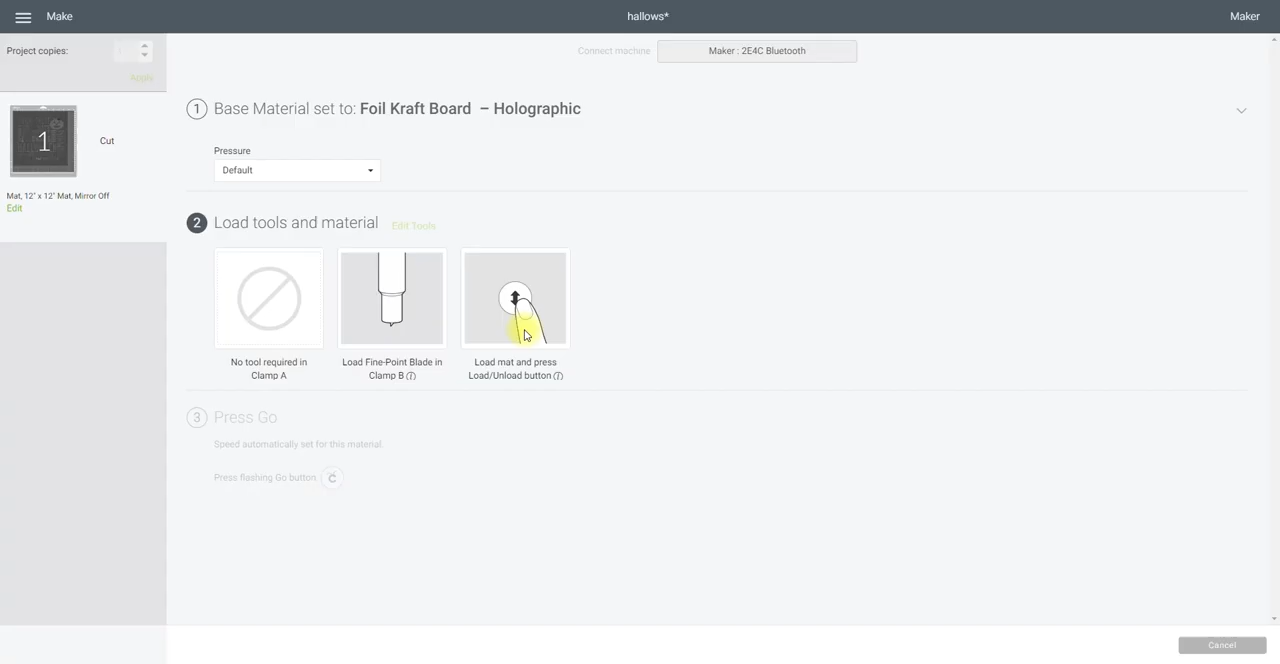 Make
hallows*
Maker
Project copies:
Apply
Connect machine
Maker : 2E4C Bluetooth
1
Cut
Mat, 12" x 12" Mat, Mirror Off
Edit
1 Base Material set to: Foil Kraft Board – Holographic
Pressure
Default
2 Load tools and material
Edit Tools
No tool required in
Clamp A
Load Fine-Point Blade in
Clamp B
Load mat and press
Load/Unload button
3 Press Go
Speed automatically set for this material.
Press flashing Go button
Cancel